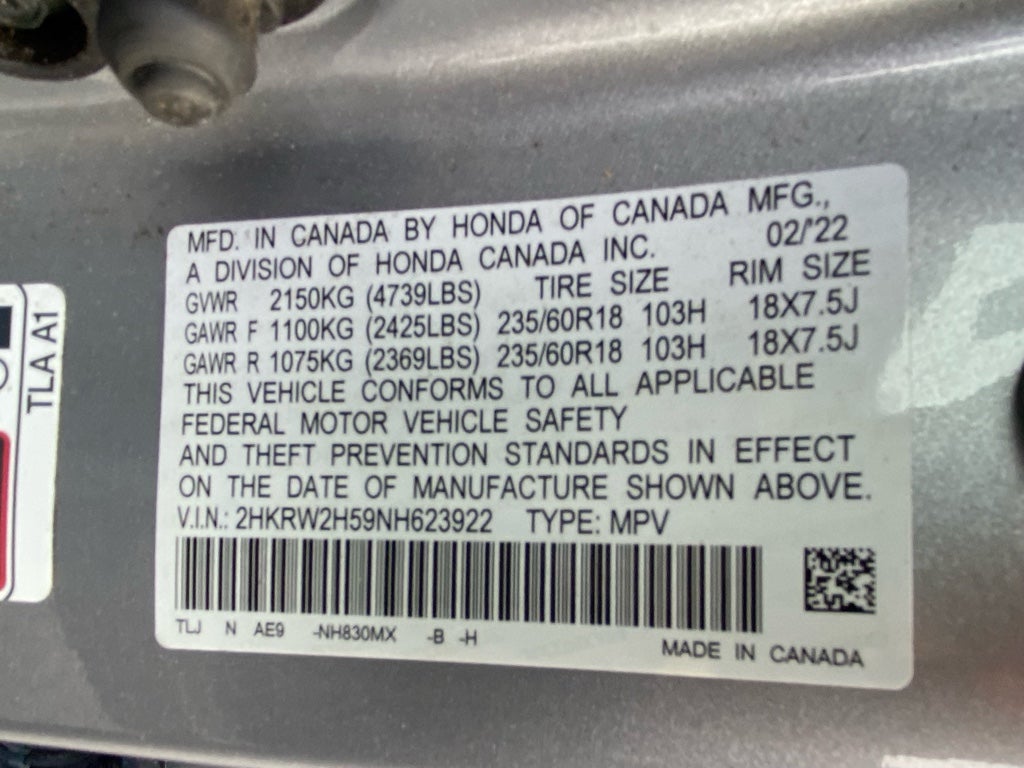 TLA A1
MFD. IN CANADA BY HONDA OF CANADA MFG.,
A DIVISION OF HONDA CANADA INC. 02/'22
GVWR 2150KG (4739LBS) TIRE SIZE RIM SIZE
GAWR F 1100KG (2425LBS) 235/60R18 103H 18X7.5J
GAWR R 1075KG (2369LBS) 235/60R18 103H 18X7.5J
THIS VEHICLE CONFORMS TO ALL APPLICABLE
FEDERAL MOTOR VEHICLE SAFETY
AND THEFT PREVENTION STANDARDS IN EFFECT
ON THE DATE OF MANUFACTURE SHOWN ABOVE.
V.I.N.: 2HKRW2H59NH623922 TYPE: MPV
TLJ N AE9 -NH830MX -B -H
MADE IN CANADA